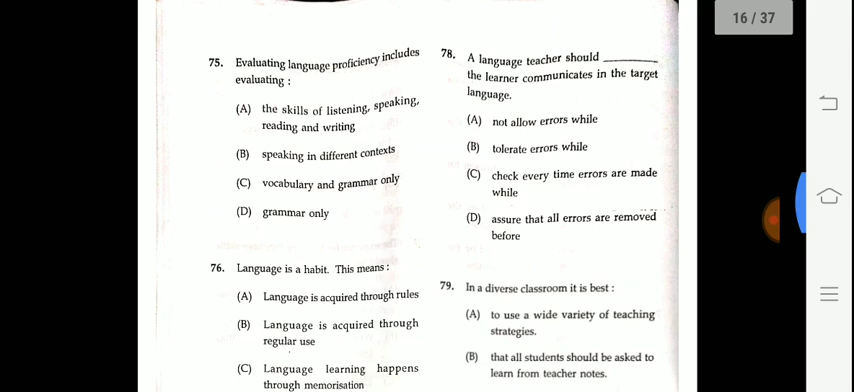 16 / 37
75. Evaluating language proficiency includes
evaluating :
(A) the skills of listening, speaking,
reading and writing
(B) speaking in different contexts
(C) vocabulary and grammar only
(D) grammar only
76. Language is a habit. This means :
(A) Language is acquired through rules
(B) Language is acquired through
regular use
(C) Language learning happens
through memorisation
78. A language teacher should ________
the learner communicates in the target
language.
(A) not allow errors while
(B) tolerate errors while
(C) check every time errors are made
while
(D) assure that all errors are removed
before
79. In a diverse classroom it is best :
(A) to use a wide variety of teaching
strategies.
(B) that all students should be asked to
learn from teacher notes.